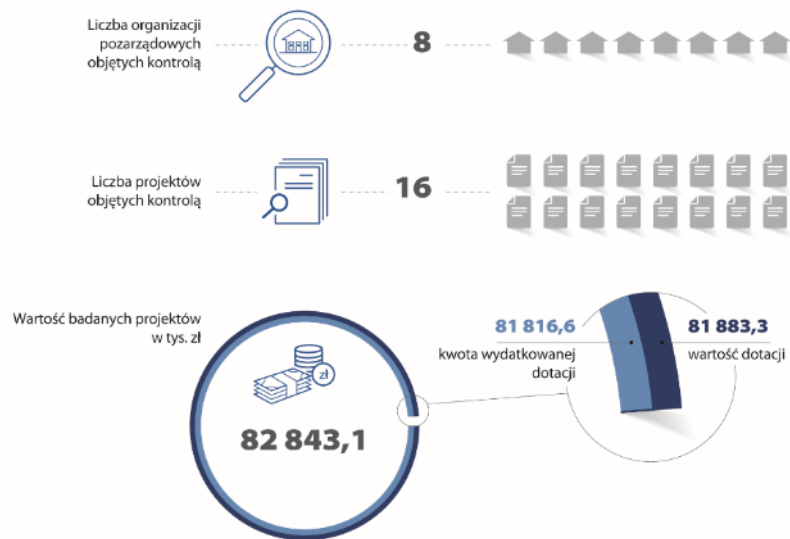 Liczba organizacji
pozarządowych
objętych kontrolą
8
Liczba projektów
objętych kontrolą
16
Wartość badanych projektów
w tys. zł
zł
82 843,1
81 816,6
kwota wydatkowanej
dotacji
81 883,3
wartość dotacji